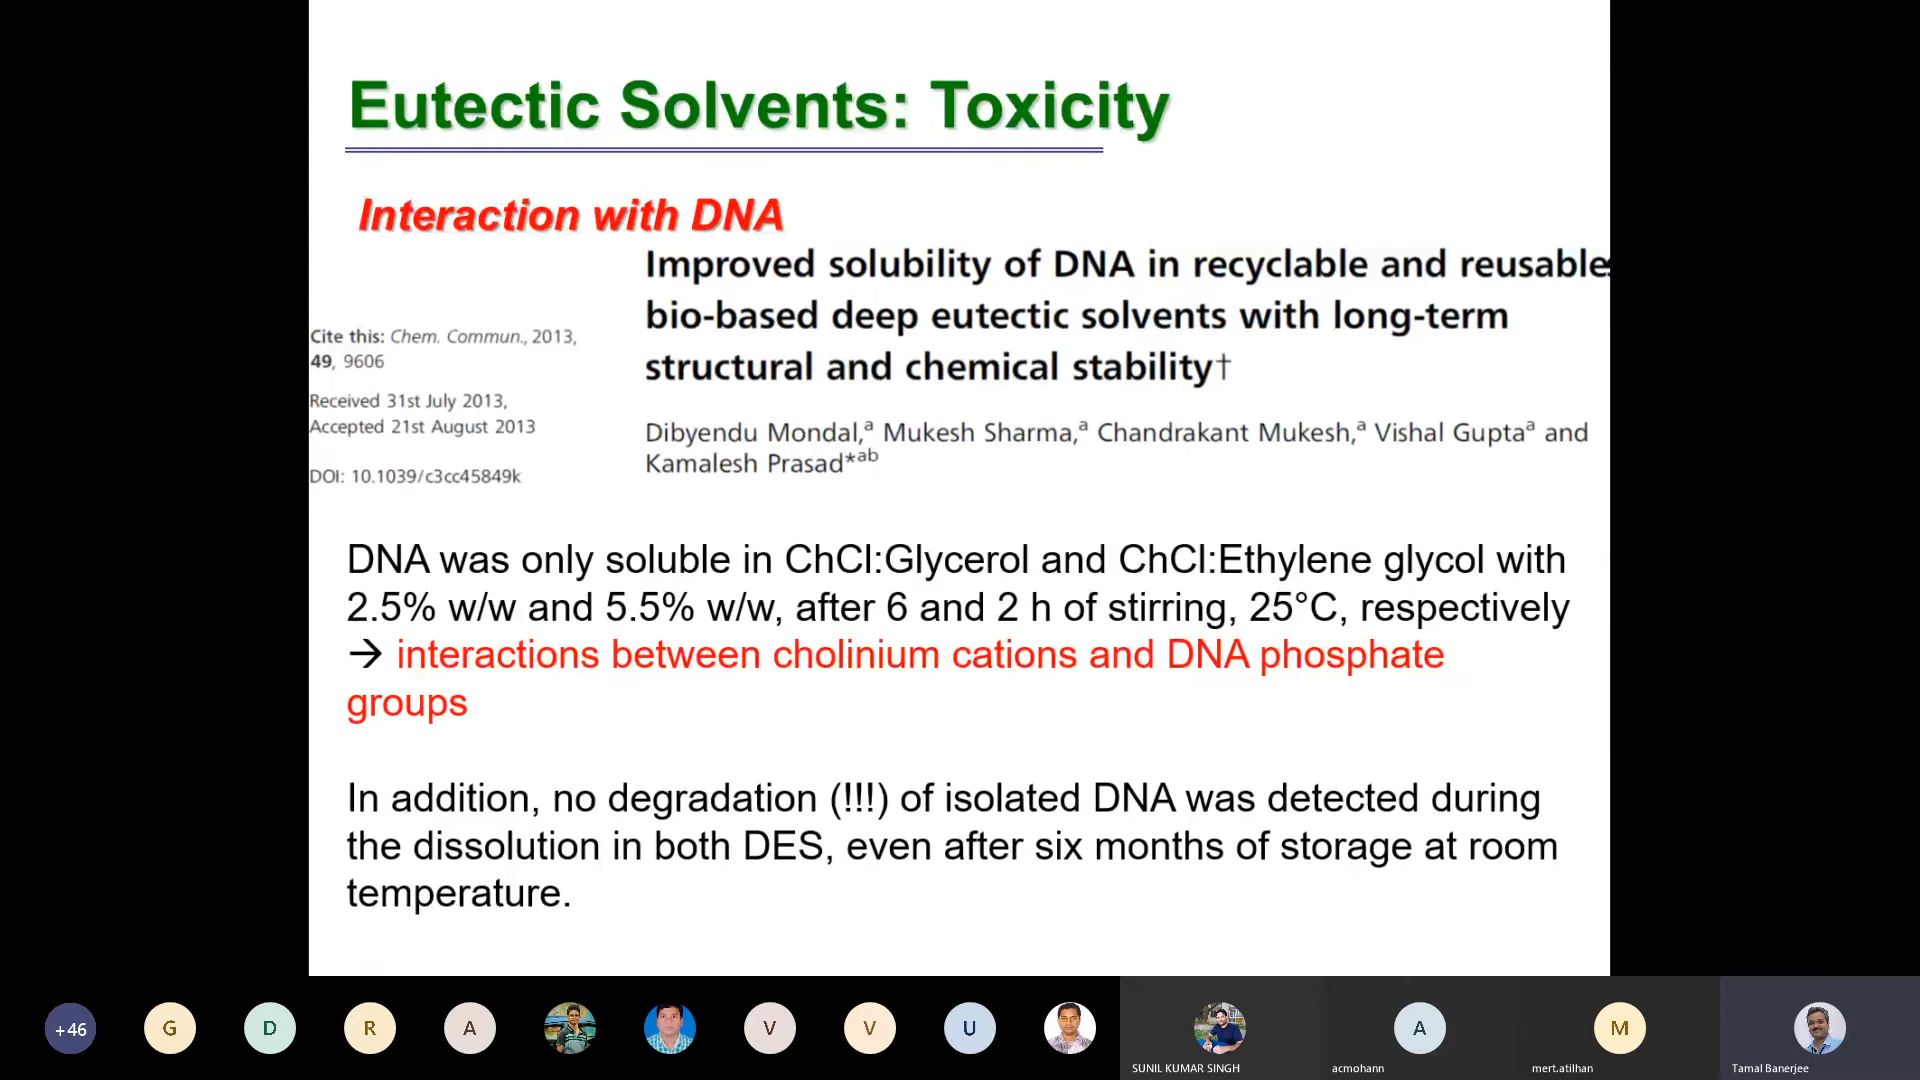 Eutectic Solvents: Toxicity
Interaction with DNA
Improved solubility of DNA in recyclable and reusable
bio-based deep eutectic solvents with long-term
structural and chemical stability†
Cite this: Chem. Commun., 2013,
49, 9606
Received 31st July 2013,
Accepted 21st August 2013
DOI: 10.1039/c3cc45849k
Dibyendu Mondal,ᵃ Mukesh Sharma,ᵃ Chandrakant Mukesh,ᵃ Vishal Guptaᵃ and
Kamalesh Prasad*ᵃᵇ
DNA was only soluble in ChCl:Glycerol and ChCl:Ethylene glycol with
2.5% w/w and 5.5% w/w, after 6 and 2 h of stirring, 25°C, respectively
→ interactions between cholinium cations and DNA phosphate
groups
In addition, no degradation (!!!) of isolated DNA was detected during
the dissolution in both DES, even after six months of storage at room
temperature.
+46
G
D
R
A
V
V
U
A
M
SUNIL KUMAR SINGH
acmohann
mert.atilhan
Tamal Banerjee